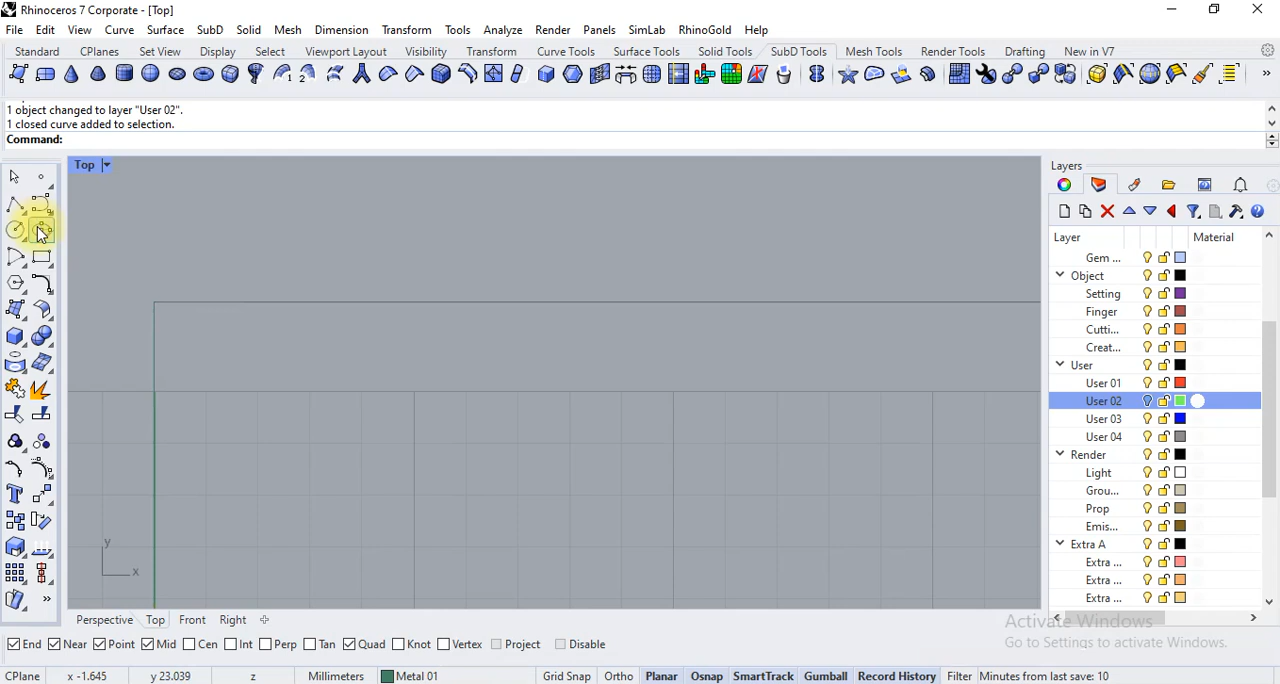 Rhinoceros 7 Corporate - [Top]
File Edit View Curve Surface SubD Solid Mesh Dimension Transform Tools Analyze Render Panels SimLab RhinoGold Help
Standard CPlanes Set View Display Select Viewport Layout Visibility Transform Curve Tools Surface Tools Solid Tools SubD Tools Mesh Tools Render Tools Drafting New in V7
1 object changed to layer "User 02".
1 closed curve added to selection.
Command:
Top
Layers
Layer Material
Gem ...
Object
Setting
Finger
Cutti...
Creat...
User
User 01
User 02
User 03
User 04
Render
Light
Grou...
Prop
Emis...
Extra A
Extra ...
Extra ...
Extra ...
y
x
Perspective Top Front Right
Activate Windows
Go to Settings to activate Windows.
End Near Point Mid Cen Int Perp Tan Quad Knot Vertex Project Disable
CPlane x -1.645 y 23.039 z Millimeters Metal 01 Grid Snap Ortho Planar Osnap SmartTrack Gumball Record History Filter Minutes from last save: 10